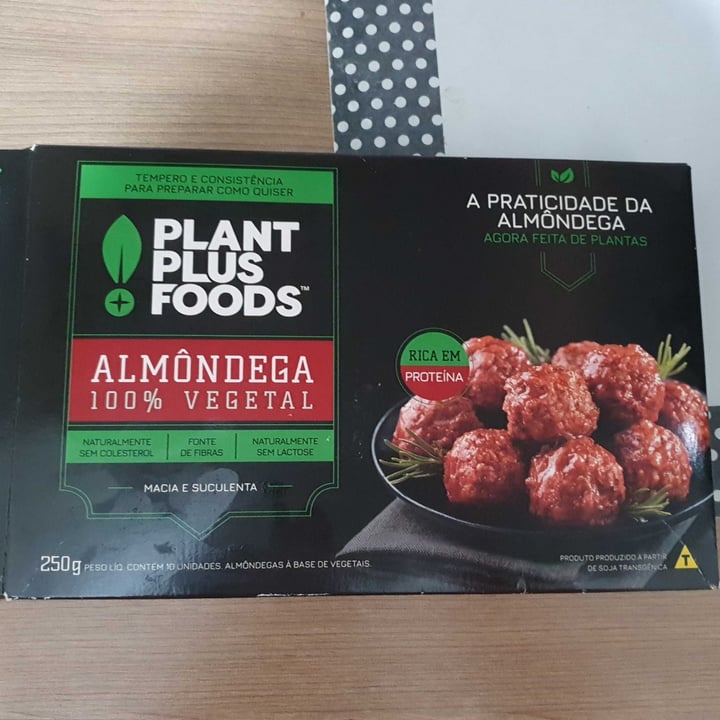 TEMPERO E CONSISTÊNCIA
PARA PREPARAR COMO QUISER
PLANT
PLUS
FOODS™
ALMÔNDEGA
100% VEGETAL
NATURALMENTE
SEM COLESTEROL
FONTE
DE FIBRAS
NATURALMENTE
SEM LACTOSE
MACIA E SUCULENTA
250g PESO LÍQ. CONTÉM 10 UNIDADES. ALMÔNDEGAS À BASE DE VEGETAIS.
A PRATICIDADE DA
ALMÔNDEGA
AGORA FEITA DE PLANTAS
RICA EM
PROTEÍNA
PRODUTO PRODUZIDO A PARTIR
DE SOJA TRANSGÊNICA
T